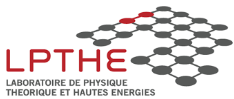 LPTHE
LABORATOIRE DE PHYSIQUE
THEORIQUE ET HAUTES ENERGIES